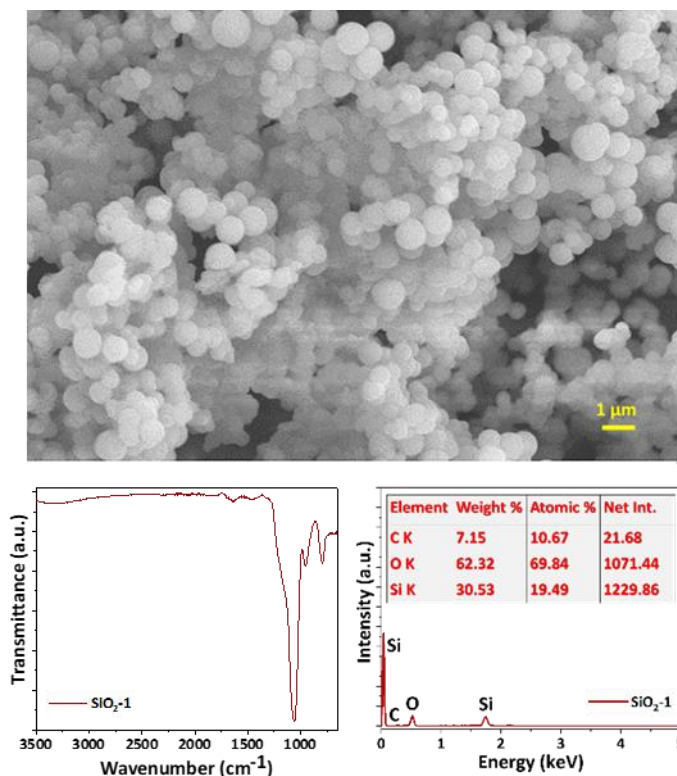 1 μm
Transmittance (a.u.)
SiO₂-1
3500 3000 2500 2000 1500 1000
Wavenumber (cm⁻¹)
Intensity (a.u.)
Element Weight % Atomic % Net Int.
C K 7.15 10.67 21.68
O K 62.32 69.84 1071.44
Si K 30.53 19.49 1229.86
Si
C O Si
SiO₂-1
0 1 2 3 4 5
Energy (keV)